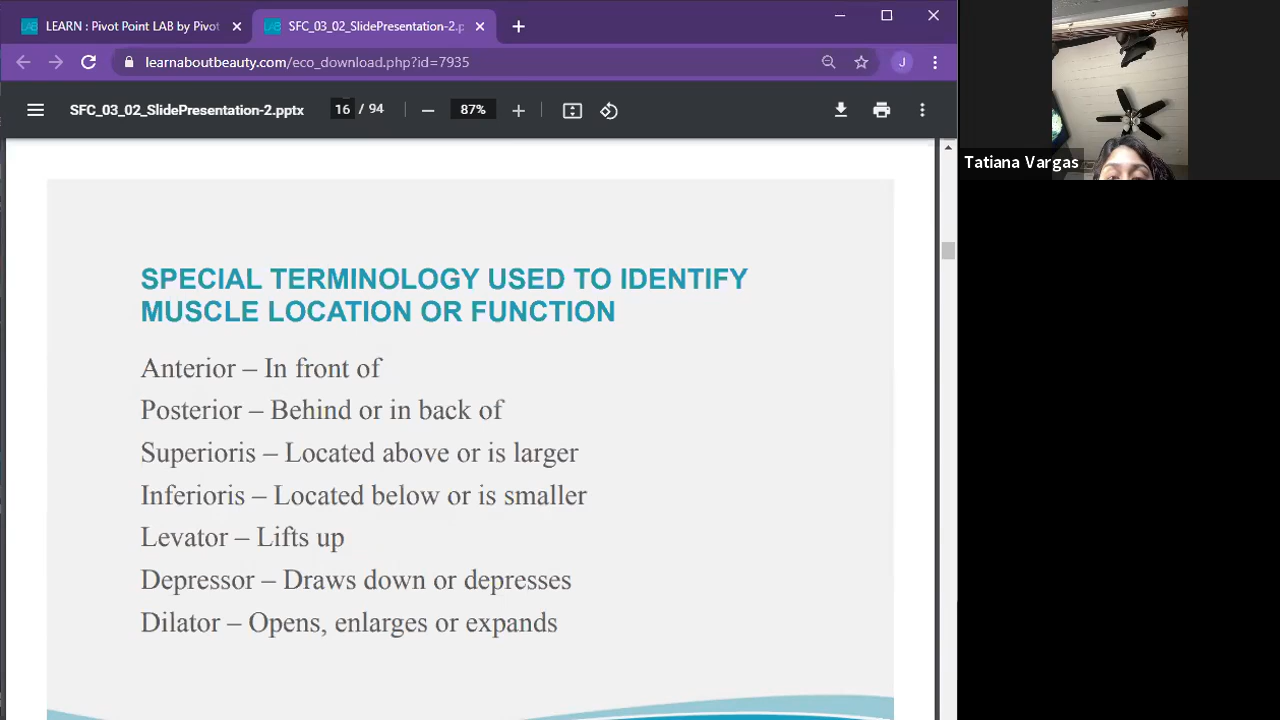 LEARN : Pivot Point LAB by Pivot
SFC_03_02_SlidePresentation-2.p
learnaboutbeauty.com/eco_download.php?id=7935
J
SFC_03_02_SlidePresentation-2.pptx
16 / 94
87%
Tatiana Vargas
SPECIAL TERMINOLOGY USED TO IDENTIFY
MUSCLE LOCATION OR FUNCTION
Anterior – In front of
Posterior – Behind or in back of
Superioris – Located above or is larger
Inferioris – Located below or is smaller
Levator – Lifts up
Depressor – Draws down or depresses
Dilator – Opens, enlarges or expands